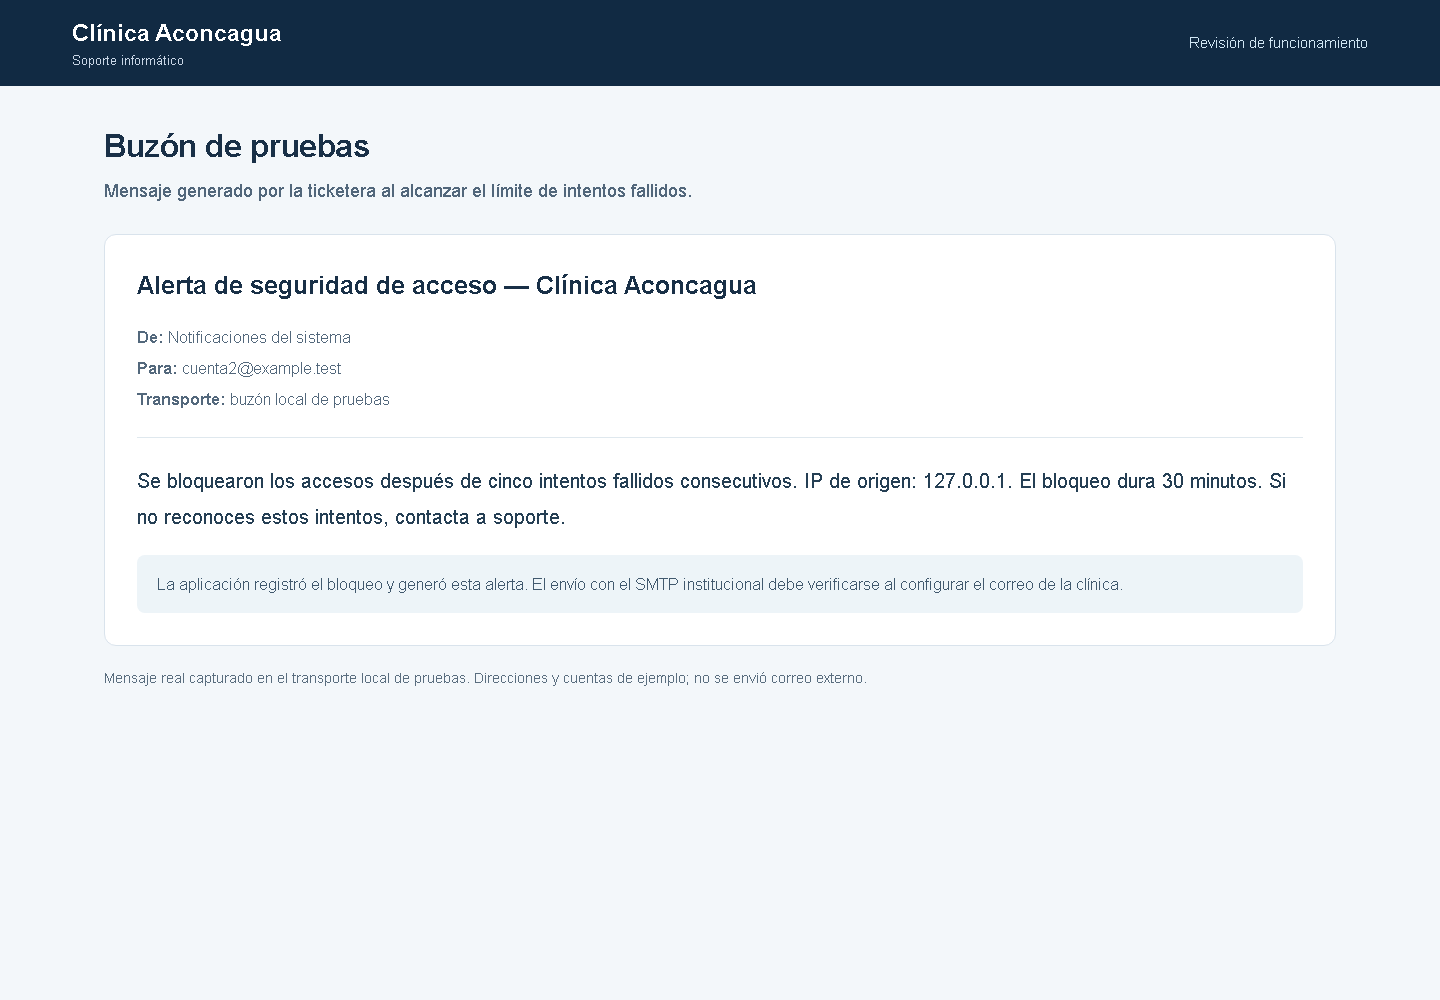 Clínica Aconcagua
Soporte informático
Revisión de funcionamiento
Buzón de pruebas
Mensaje generado por la ticketera al alcanzar el límite de intentos fallidos.
Alerta de seguridad de acceso — Clínica Aconcagua
De: Notificaciones del sistema
Para: cuenta2@example.test
Transporte: buzón local de pruebas
Se bloquearon los accesos después de cinco intentos fallidos consecutivos. IP de origen: 127.0.0.1. El bloqueo dura 30 minutos. Si
no reconoces estos intentos, contacta a soporte.
La aplicación registró el bloqueo y generó esta alerta. El envío con el SMTP institucional debe verificarse al configurar el correo de la clínica.
Mensaje real capturado en el transporte local de pruebas. Direcciones y cuentas de ejemplo; no se envió correo externo.